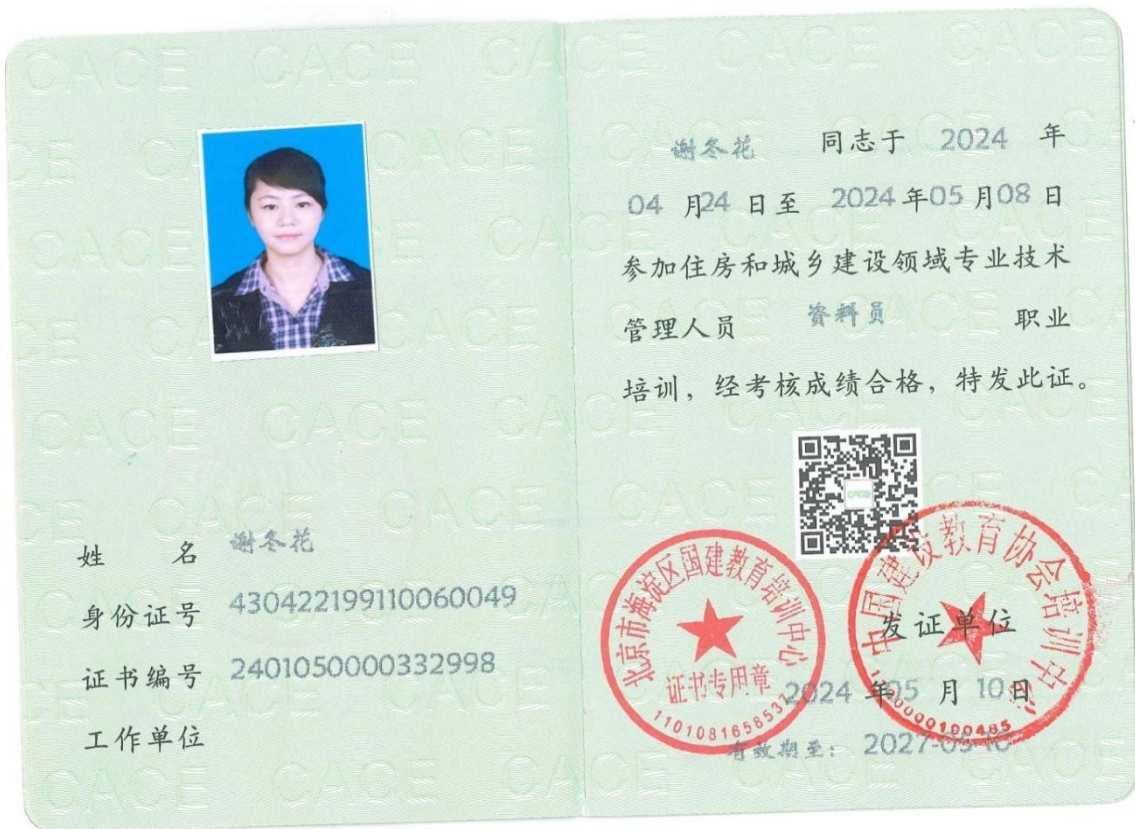 姓 名 谢冬花
身份证号 430422199110060049
证书编号 2401050000332998
工作单位
谢冬花 同志于 2024 年
04 月24 日至 2024 年05 月08 日
参加住房和城乡建设领域专业技术
管理人员 资料员 职业
培训，经考核成绩合格，特发此证。
北京市海淀区国建教育培训中心
证书专用章
1101081658537
中国建设教育协会培训中心
发证单位
2024 年05 月 10日
有效期至： 2027-05-10
CACE